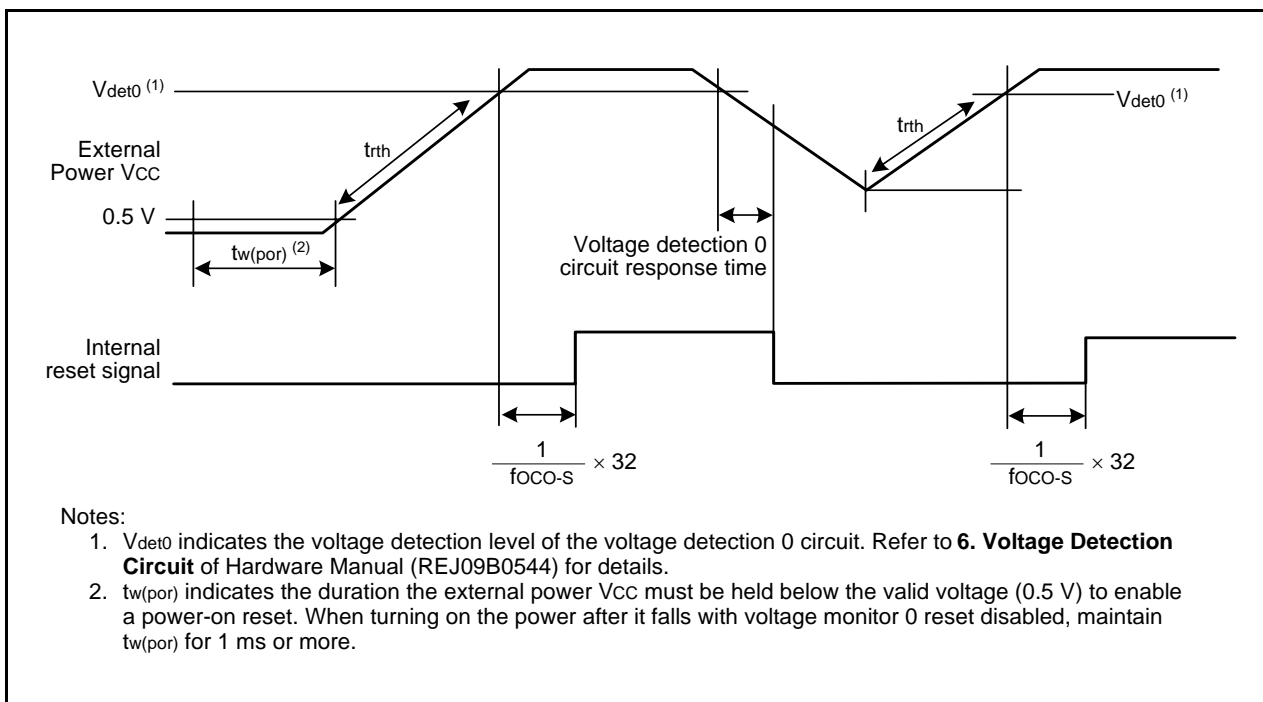 Vdet0 (1)
External
Power VCC
0.5 V
tw(por) (2)
trth
Voltage detection 0
circuit response time
trth
Vdet0 (1)
Internal
reset signal
1
fOCO-S
× 32
1
fOCO-S
× 32
Notes:
1. Vdet0 indicates the voltage detection level of the voltage detection 0 circuit. Refer to 6. Voltage Detection
Circuit of Hardware Manual (REJ09B0544) for details.
2. tw(por) indicates the duration the external power VCC must be held below the valid voltage (0.5 V) to enable
a power-on reset. When turning on the power after it falls with voltage monitor 0 reset disabled, maintain
tw(por) for 1 ms or more.